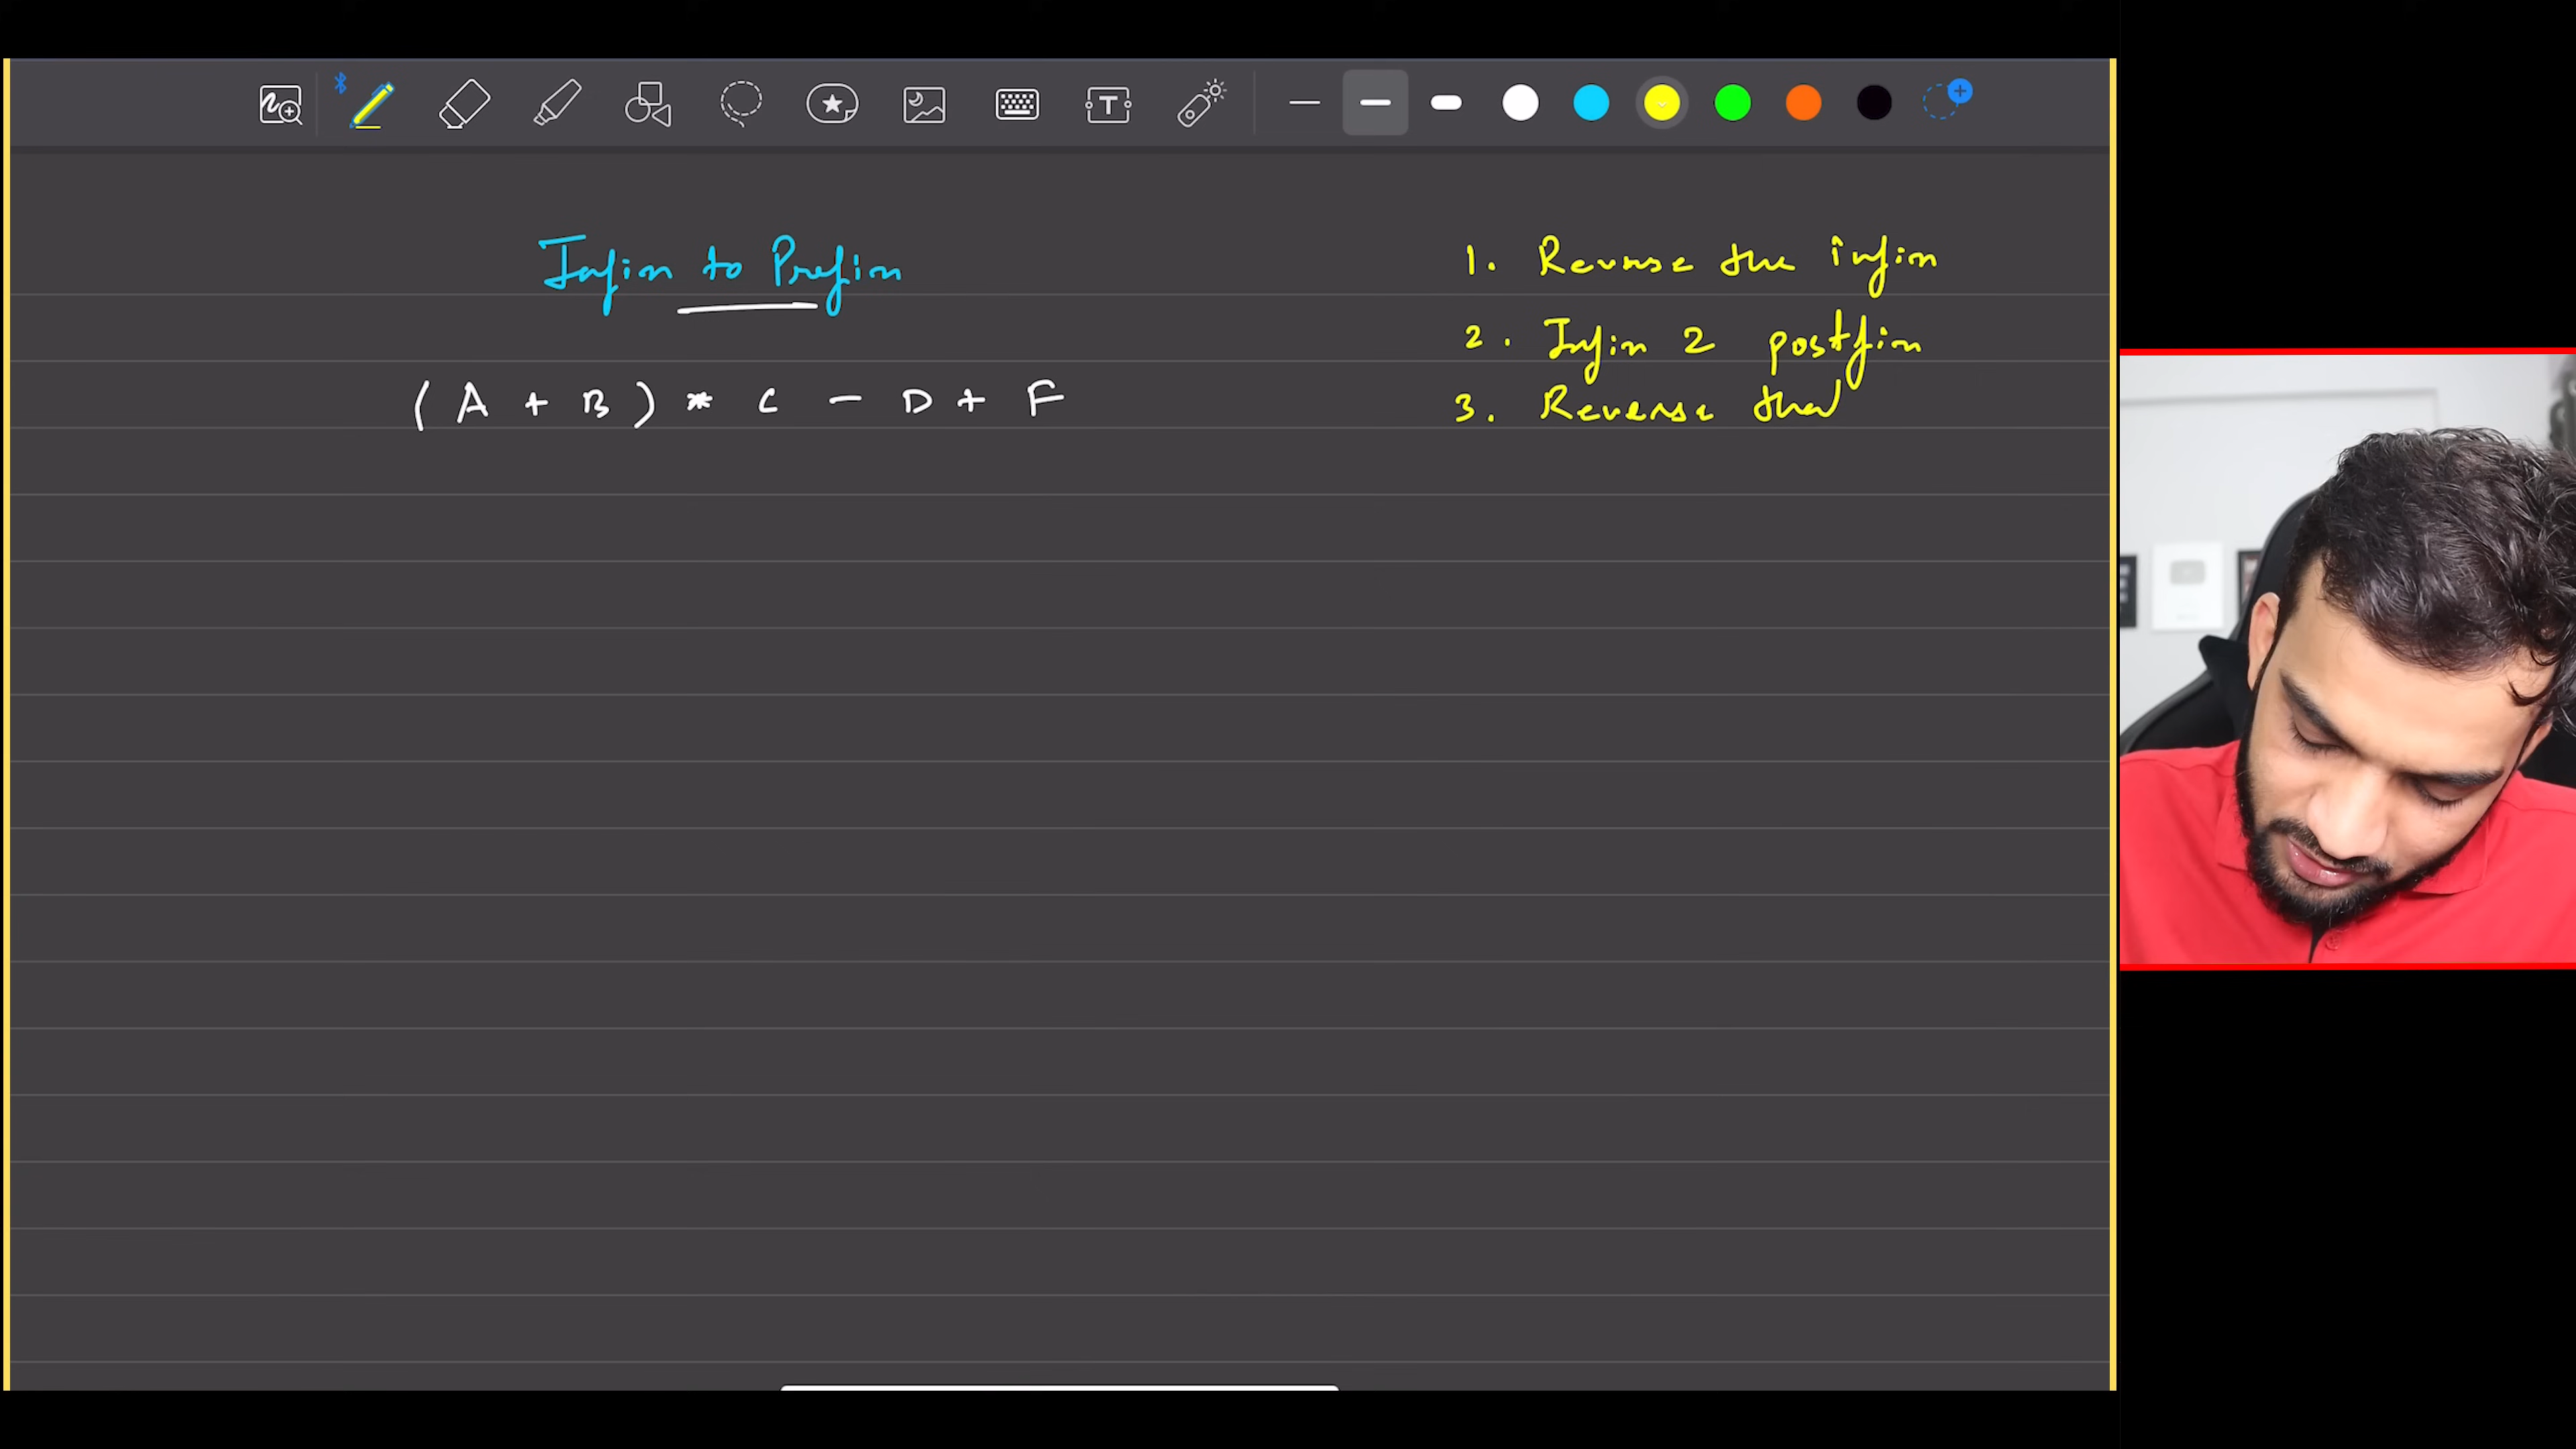 Infix to Prefix
(A + B) * C - D + F
1. Reverse the infix
2. Infix 2 postfix
3. Reverse that